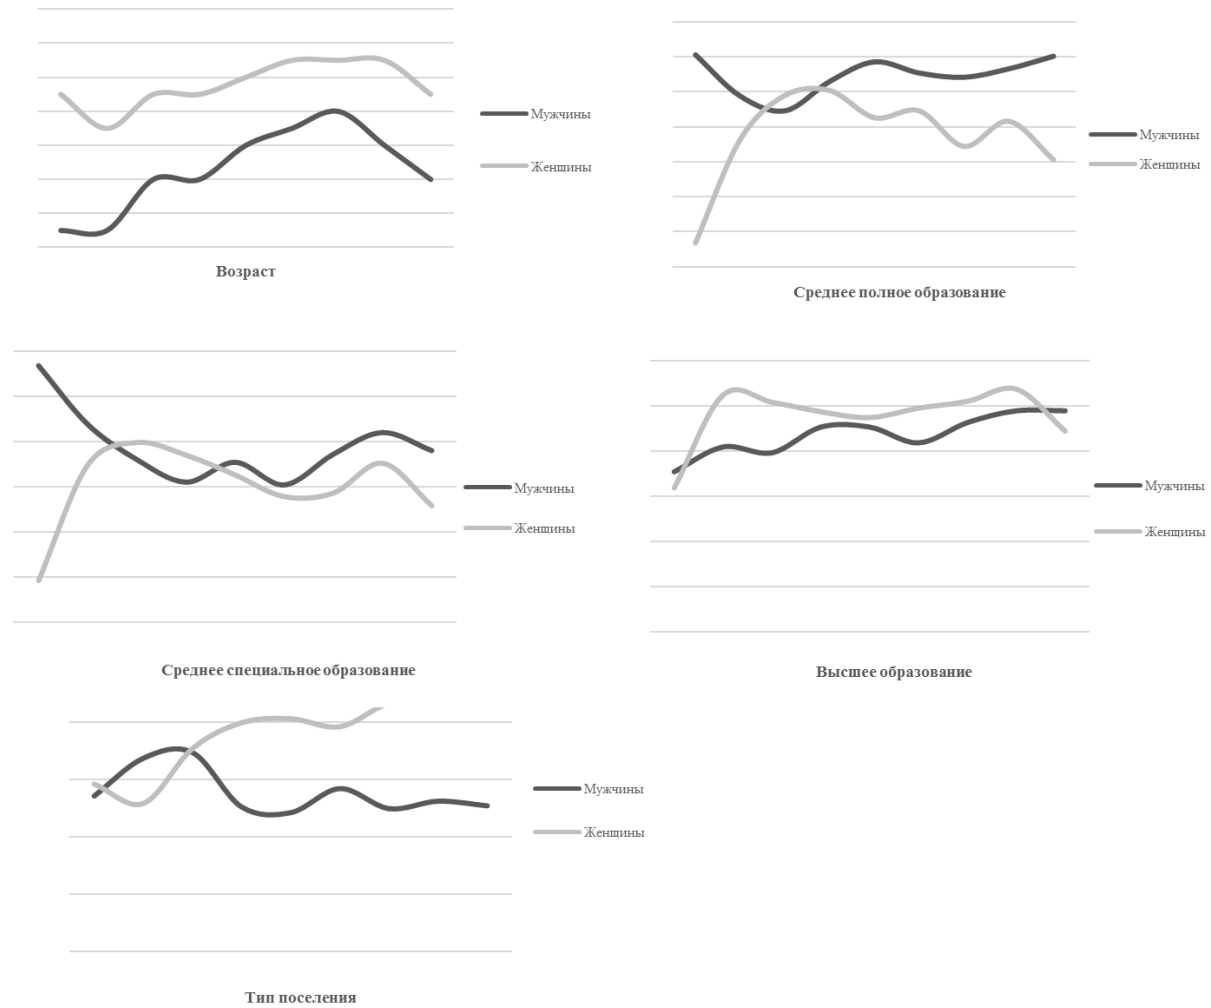 Мужчины
Женщины
Возраст
Мужчины
Женщины
Среднее полное образование
Мужчины
Женщины
Среднее специальное образование
Мужчины
Женщины
Высшее образование
Мужчины
Женщины
Тип поселения